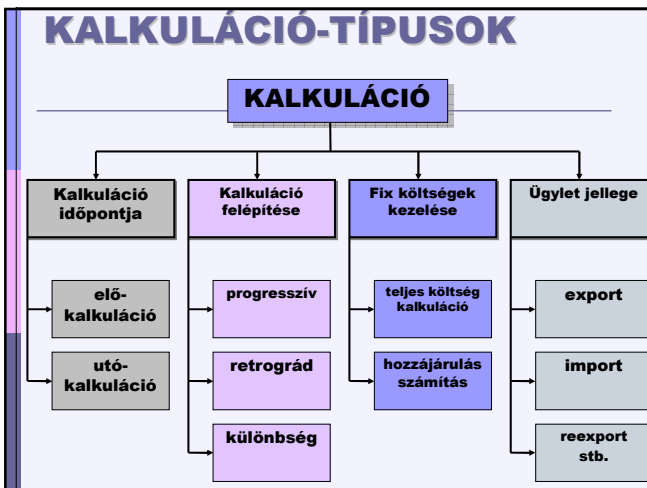 KALKULÁCIÓ-TÍPUSOK
KALKULÁCIÓ
Kalkuláció
időpontja
elő-
kalkuláció
utó-
kalkuláció
Kalkuláció
felépítése
progresszív
retrográd
különbség
Fix költségek
kezelése
teljes költség
kalkuláció
hozzájárulás
számítás
Ügylet jellege
export
import
reexport
stb.